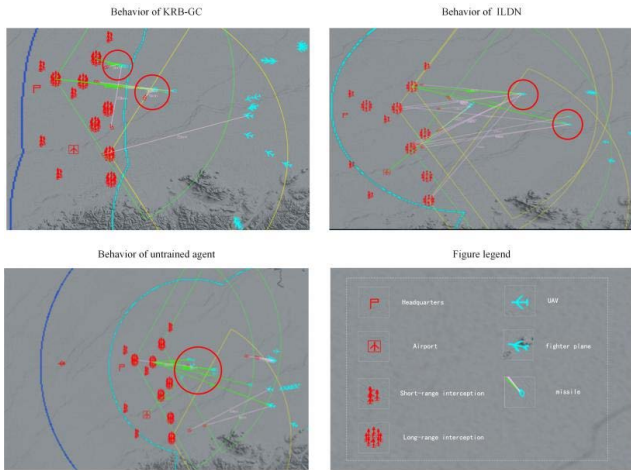 Behavior of KRB-GC
Behavior of ILDN
Behavior of untrained agent
Figure legend
Headquarters
UAV
Airport
fighter plane
Short-range interception
missile
Long-range interception